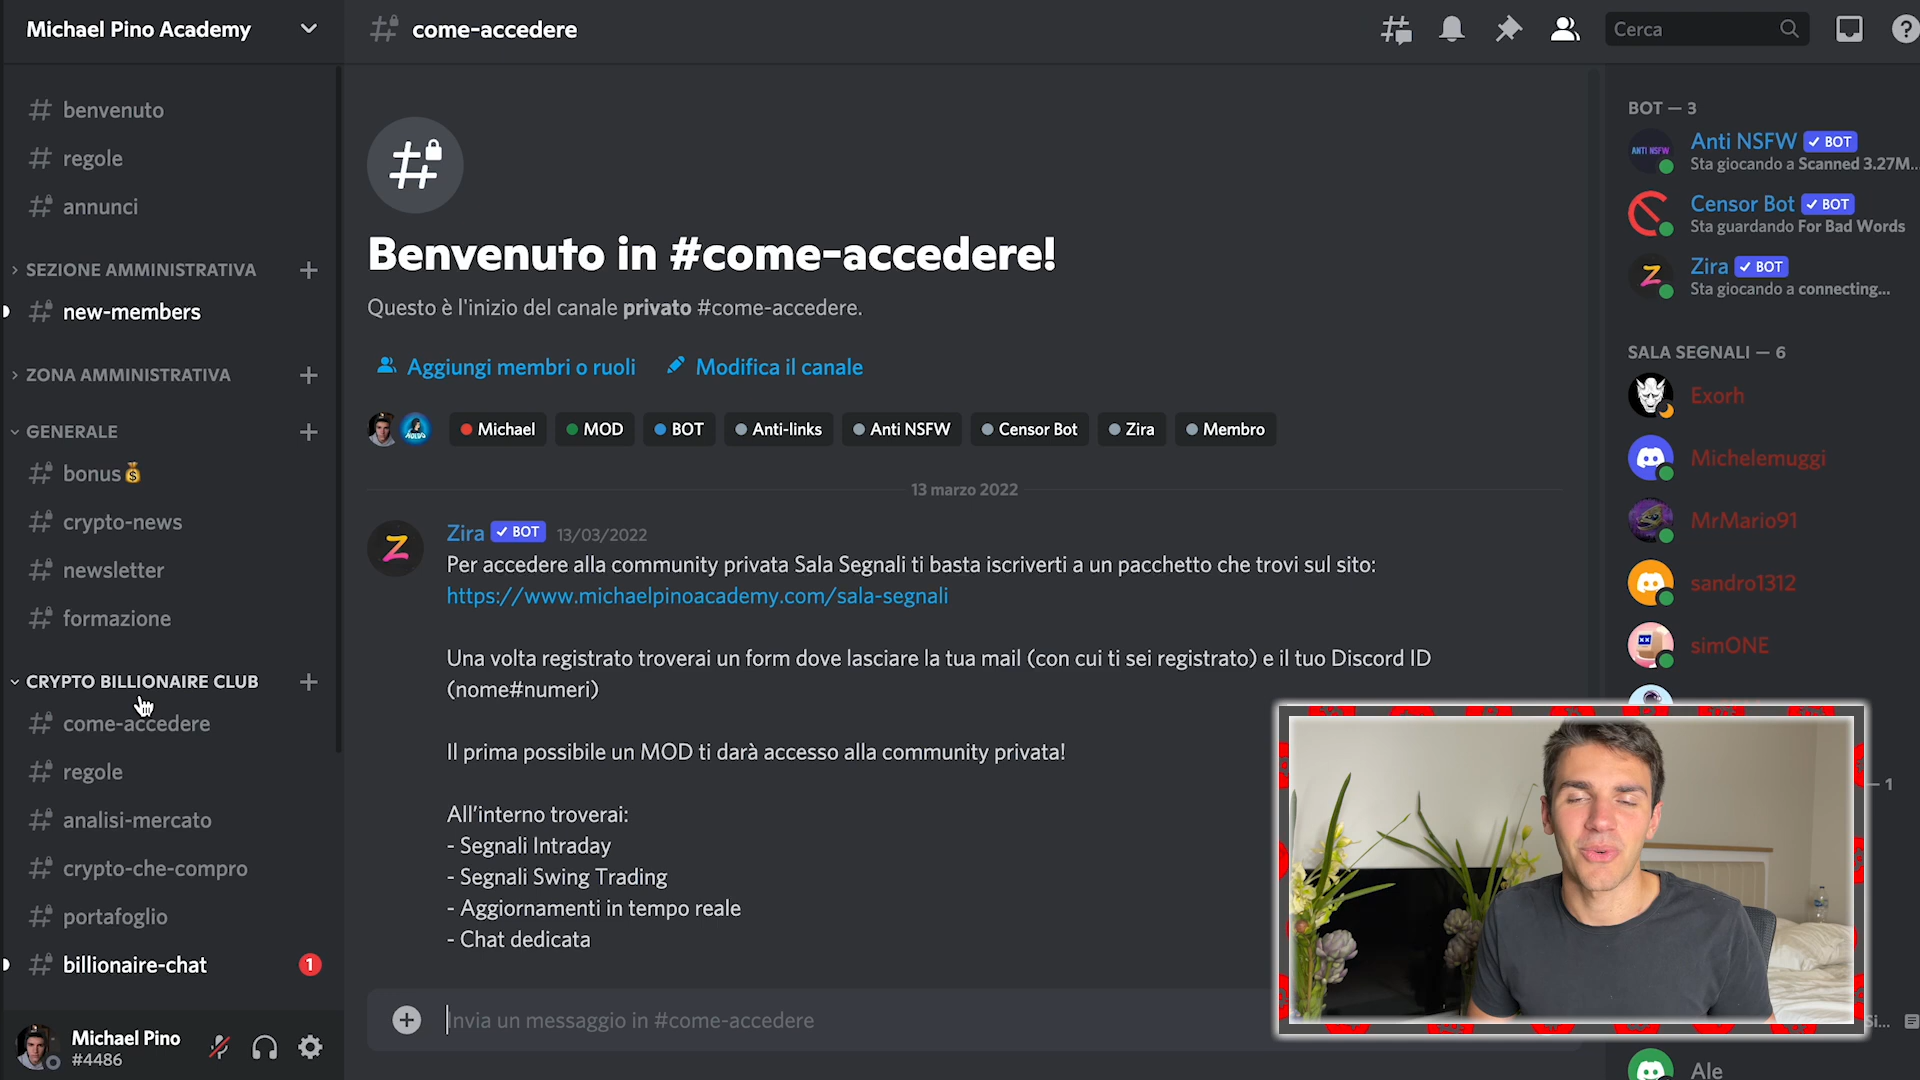 Michael Pino Academy
come-accedere
Cerca
benvenuto
regole
annunci
SEZIONE AMMINISTRATIVA
new-members
ZONA AMMINISTRATIVA
GENERALE
bonus💰
crypto-news
newsletter
formazione
CRYPTO BILLIONAIRE CLUB
come-accedere
regole
analisi-mercato
crypto-che-compro
portafoglio
billionaire-chat 1
Michael Pino
#4486
Benvenuto in #come-accedere!
Questo è l'inizio del canale privato #come-accedere.
Aggiungi membri o ruoli Modifica il canale
Michael MOD BOT Anti-links Anti NSFW Censor Bot Zira Membro
13 marzo 2022
Zira ✓ BOT 13/03/2022
Per accedere alla community privata Sala Segnali ti basta iscriverti a un pacchetto che trovi sul sito:
https://www.michaelpinoacademy.com/sala-segnali
Una volta registrato troverai un form dove lasciare la tua mail (con cui ti sei registrato) e il tuo Discord ID
(nome#numeri)
Il prima possibile un MOD ti darà accesso alla community privata!
All'interno troverai:
- Segnali Intraday
- Segnali Swing Trading
- Aggiornamenti in tempo reale
- Chat dedicata
Invia un messaggio in #come-accedere
BOT — 3
ANTI NSFW
Anti NSFW ✓ BOT
Sta giocando a Scanned 3.27M...
Censor Bot ✓ BOT
Sta guardando For Bad Words
Zira ✓ BOT
Sta giocando a connecting...
SALA SEGNALI — 6
Exorh
Michelemuggi
MrMario91
sandro1312
simONE
— 1
Si...
Ale